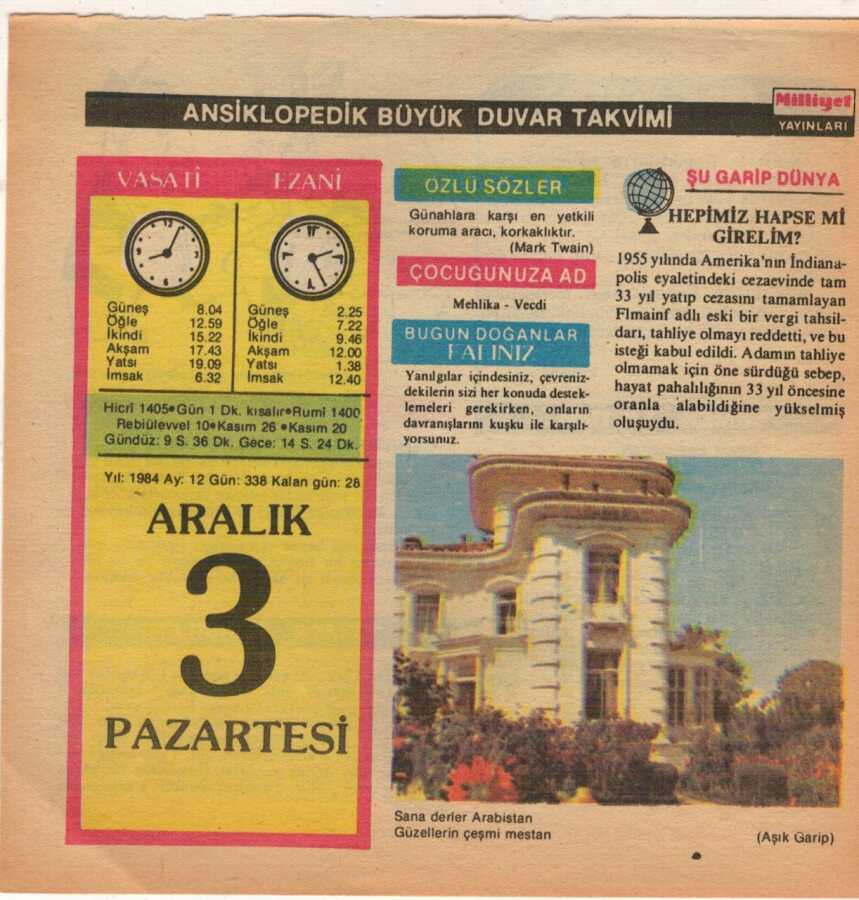 ANSİKLOPEDİK BÜYÜK DUVAR TAKVİMİ
Milliyet
YAYINLARI
VASATİ
EZANİ
Güneş 8.04
Öğle 12.59
İkindi 15.22
Akşam 17.43
Yatsı 19.09
İmsak 6.32
Güneş 2.25
Öğle 7.22
İkindi 9.46
Akşam 12.00
Yatsı 1.38
İmsak 12.40
Hicrî 1405•Gün 1 Dk. kısalır•Rumî 1400
Rebiülevvel 10•Kasım 26 •Kasım 20
Gündüz: 9 S. 36 Dk. Gece: 14 S. 24 Dk.
Yıl: 1984 Ay: 12 Gün: 338 Kalan gün: 28
ARALIK
3
PAZARTESİ
ÖZLÜ SÖZLER
Günahlara karşı en yetkili
koruma aracı, korkaklıktır.
(Mark Twain)
ÇOCUGUNUZA AD
Mehlika - Vecdi
BUGUN DOĞANLAR
FALINIZ
Yanılgılar içindesiniz, çevreniz-
dekilerin sizi her konuda destek-
lemeleri gerekirken, onların
davranışlarını kuşku ile karşılı-
yorsunuz.
ŞU GARİP DÜNYA
HEPİMİZ HAPSE Mİ
GİRELİM?
1955 yılında Amerika'nın İndiana-
polis eyaletindeki cezaevinde tam
33 yıl yatıp cezasını tamamlayan
Flmainf adlı eski bir vergi tahsil-
darı, tahliye olmayı reddetti, ve bu
isteği kabul edildi. Adamın tahliye
olmamak için öne sürdüğü sebep,
hayat pahalılığının 33 yıl öncesine
oranla alabildiğine yükselmiş
oluşuydu.
Sana derler Arabistan
Güzellerin çeşmi mestan
(Aşık Garip)